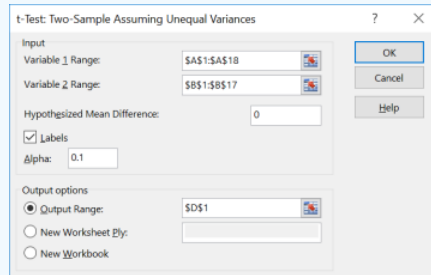 t-Test: Two-Sample Assuming Unequal Variances ? ×
Input
Variable 1 Range: $A$1:$A$18
Variable 2 Range: $B$1:$B$17
Hypothesized Mean Difference: 0
Labels
Alpha: 0.1
Output options
Output Range: $D$1
New Worksheet Ply:
New Workbook
OK
Cancel
Help